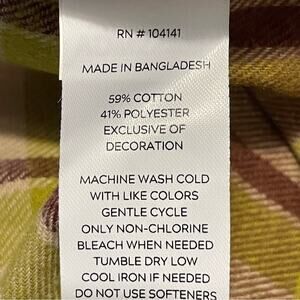 RN # 104141
MADE IN BANGLADESH
59% COTTON
41% POLYESTER
EXCLUSIVE OF
DECORATION
MACHINE WASH COLD
WITH LIKE COLORS
GENTLE CYCLE
ONLY NON-CHLORINE
BLEACH WHEN NEEDED
TUMBLE DRY LOW
COOL IRON IF NEEDED
DO NOT USE SOFTENERS